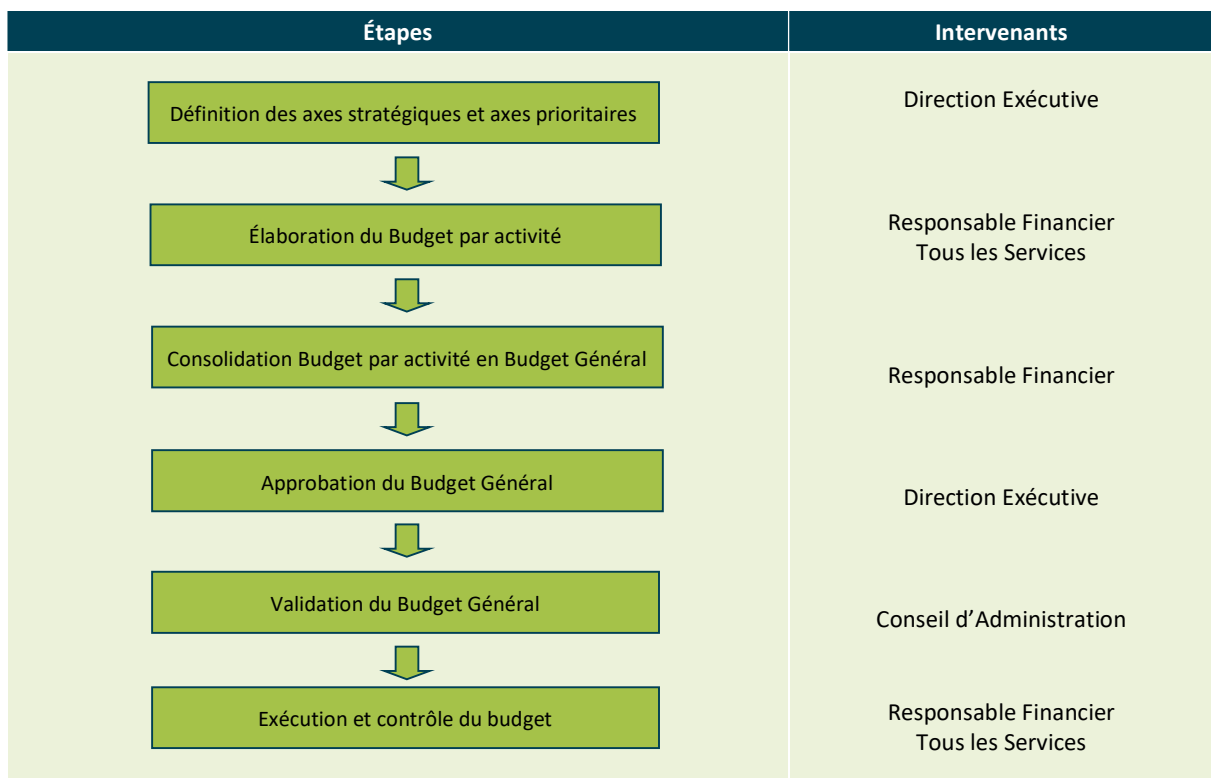 Étapes
Intervenants
Définition des axes stratégiques et axes prioritaires
Direction Exécutive
Élaboration du Budget par activité
Responsable Financier
Tous les Services
Consolidation Budget par activité en Budget Général
Responsable Financier
Approbation du Budget Général
Direction Exécutive
Validation du Budget Général
Conseil d’Administration
Exécution et contrôle du budget
Responsable Financier
Tous les Services